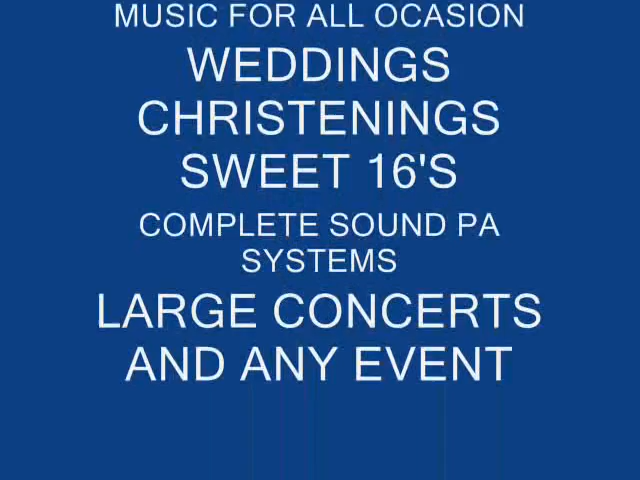 MUSIC FOR ALL OCASION
WEDDINGS
CHRISTENINGS
SWEET 16'S
COMPLETE SOUND PA
SYSTEMS
LARGE CONCERTS
AND ANY EVENT